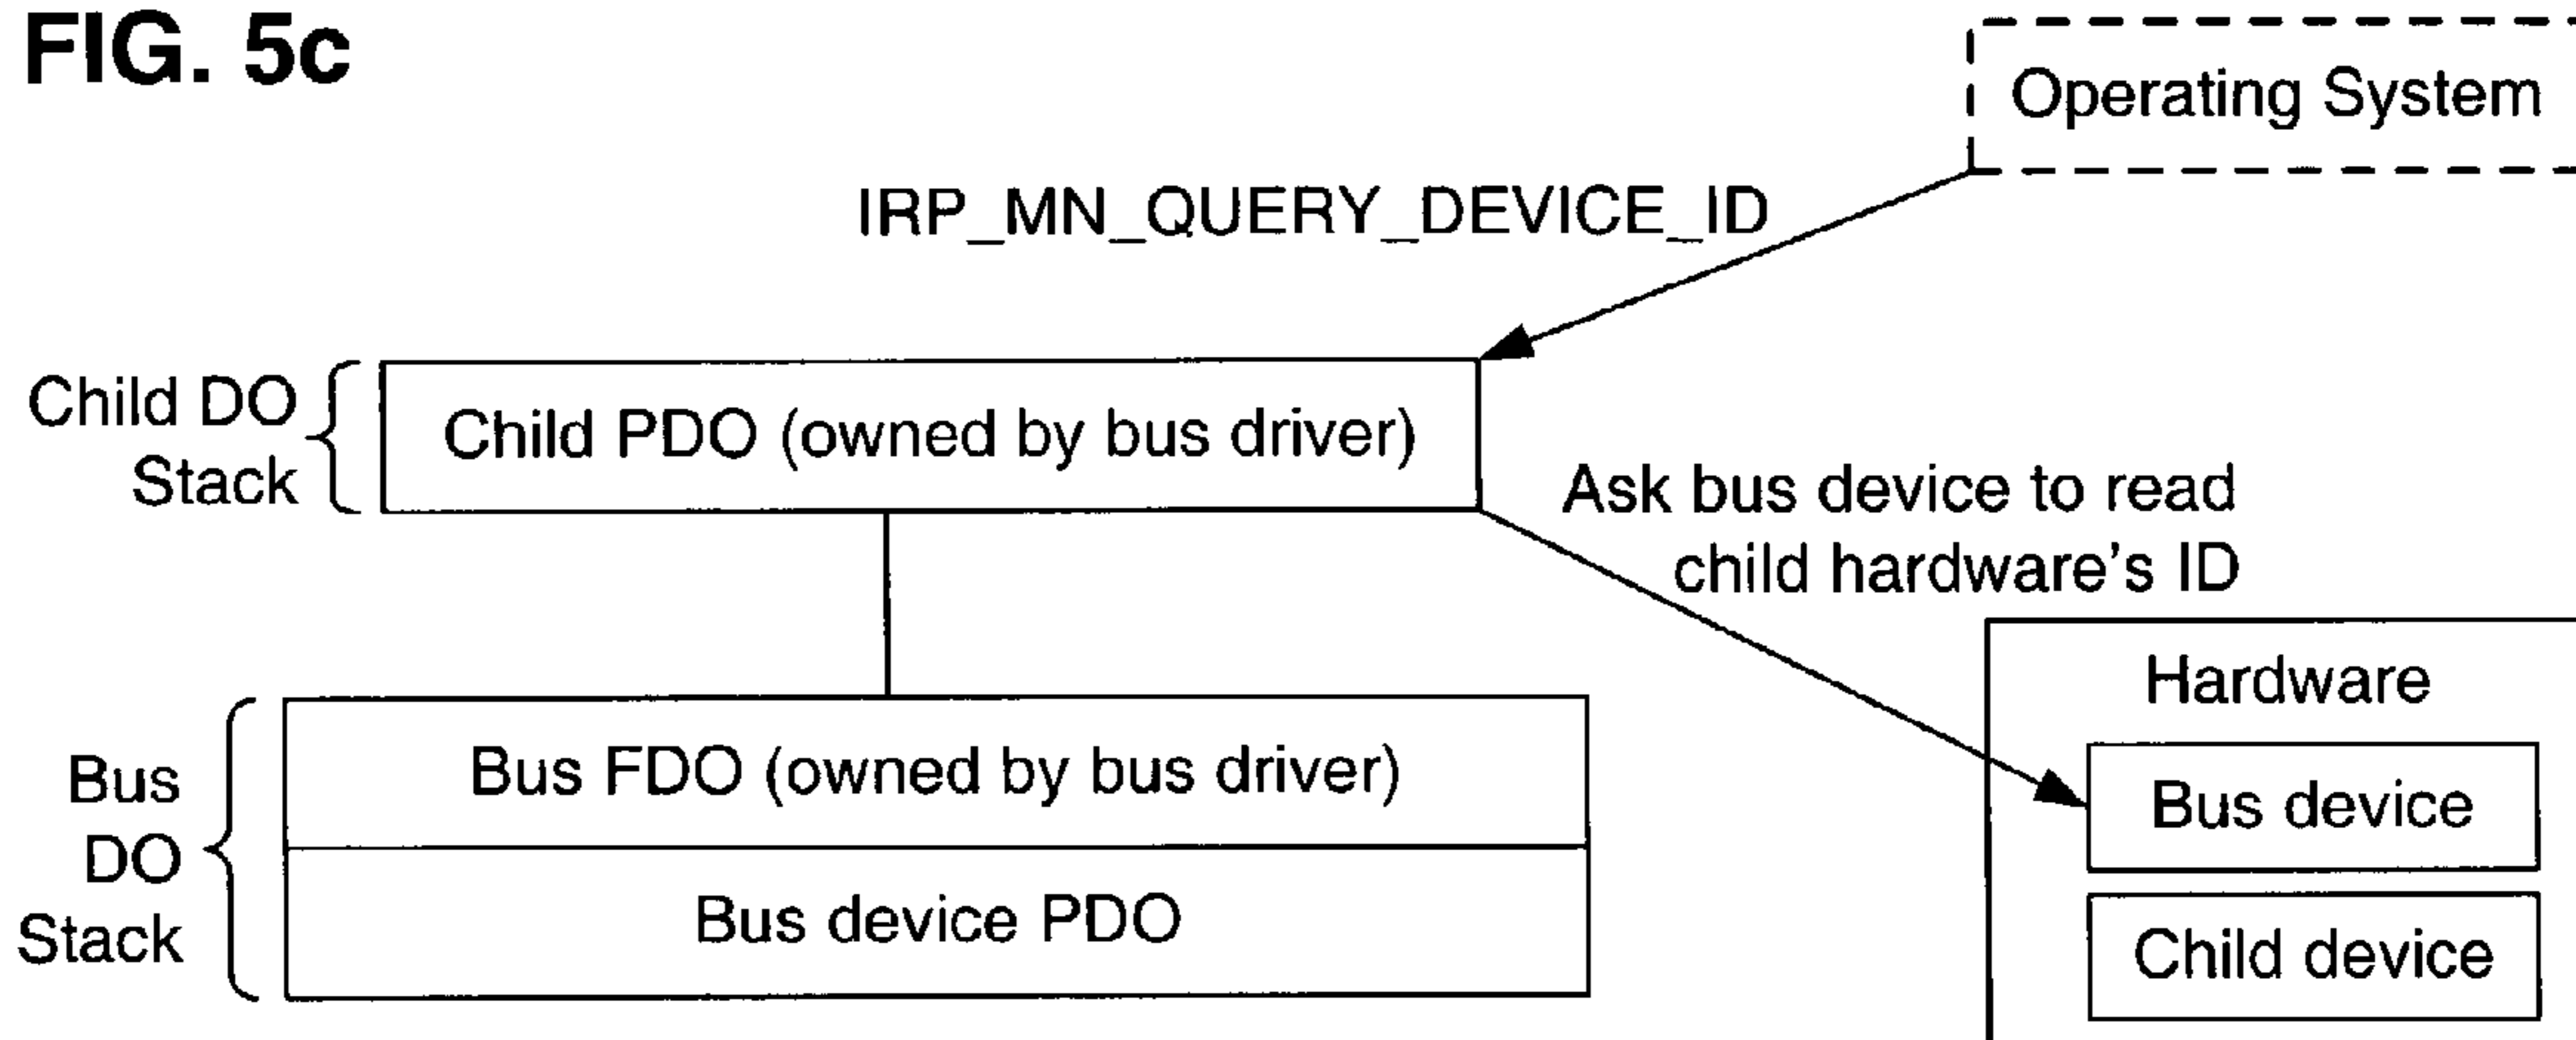 FIG. 5c
Operating System
IRP_MN_QUERY_DEVICE_ID
Child DO
Stack
Child PDO (owned by bus driver)
Ask bus device to read
child hardware's ID
Hardware
Bus
DO
Stack
Bus FDO (owned by bus driver)
Bus device PDO
Bus device
Child device